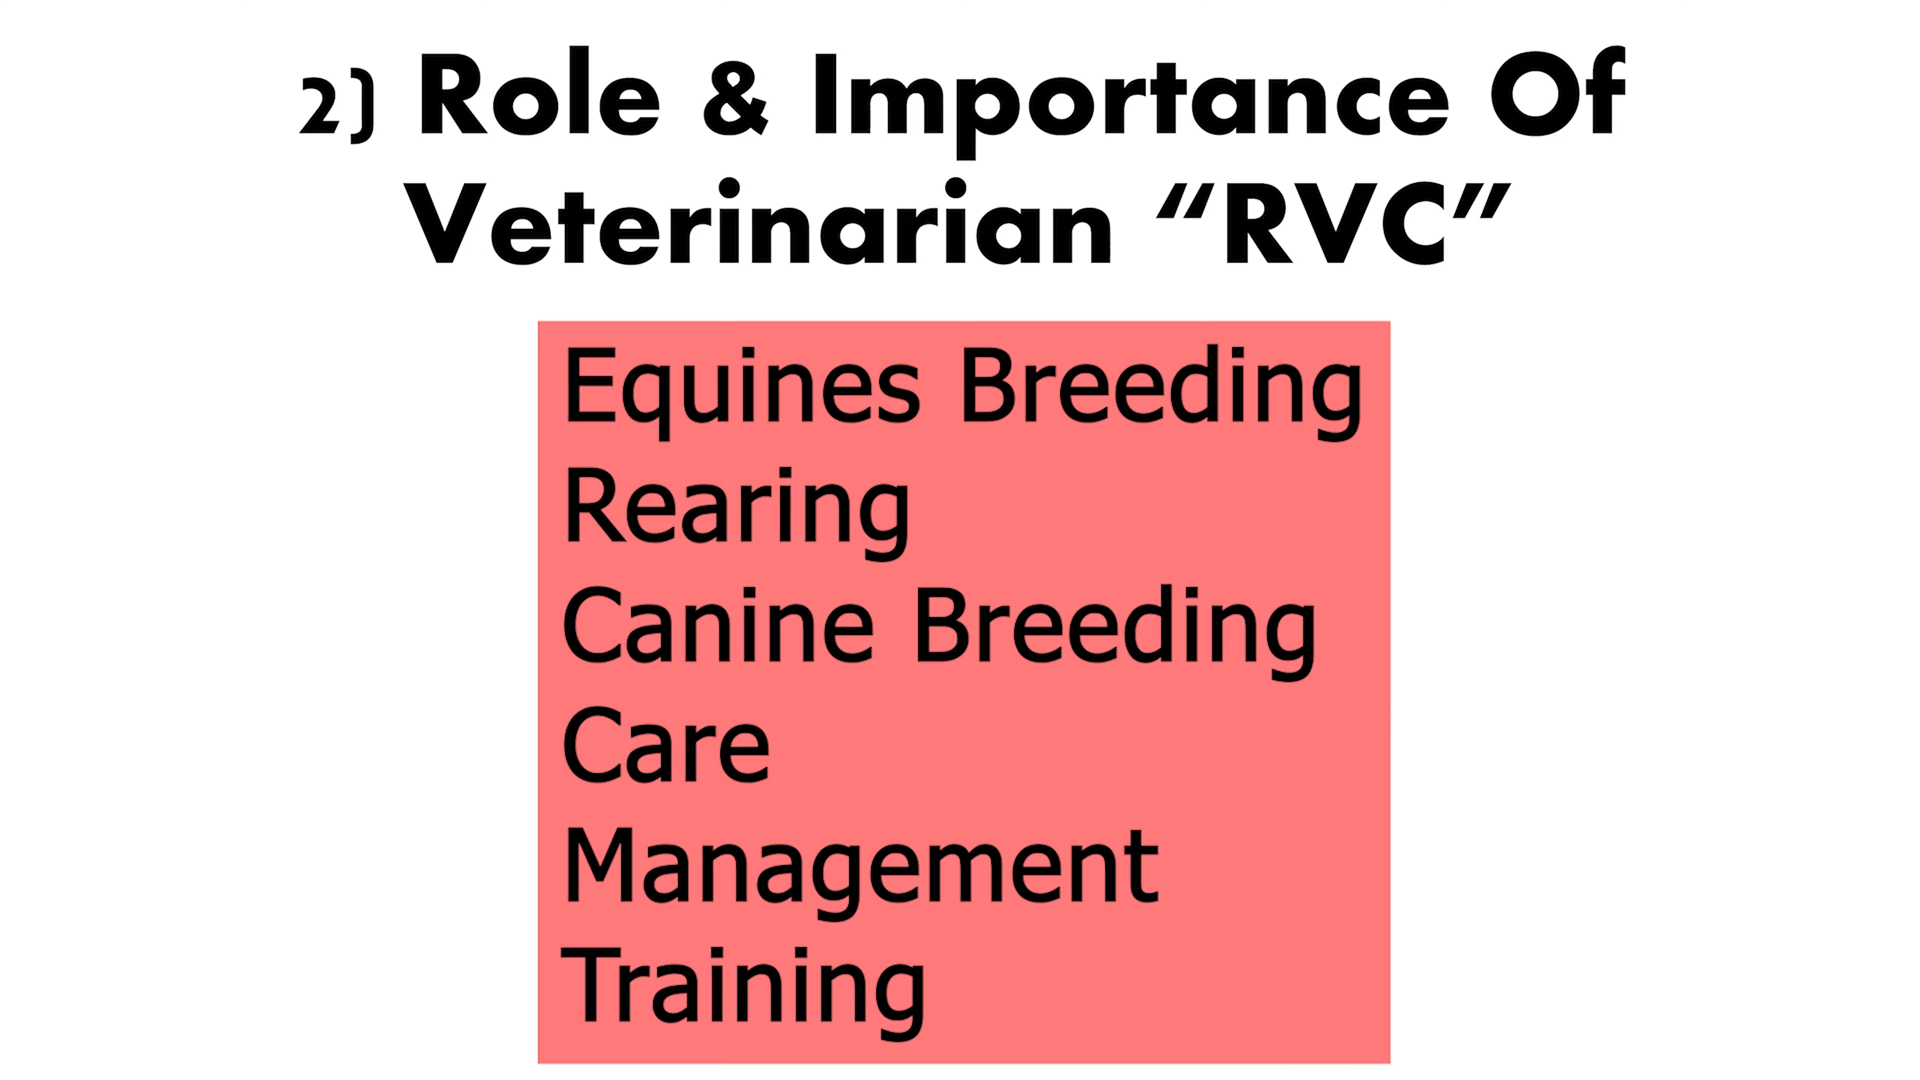 2) Role & Importance Of
Veterinarian “RVC”
Equines Breeding
Rearing
Canine Breeding
Care
Management
Training